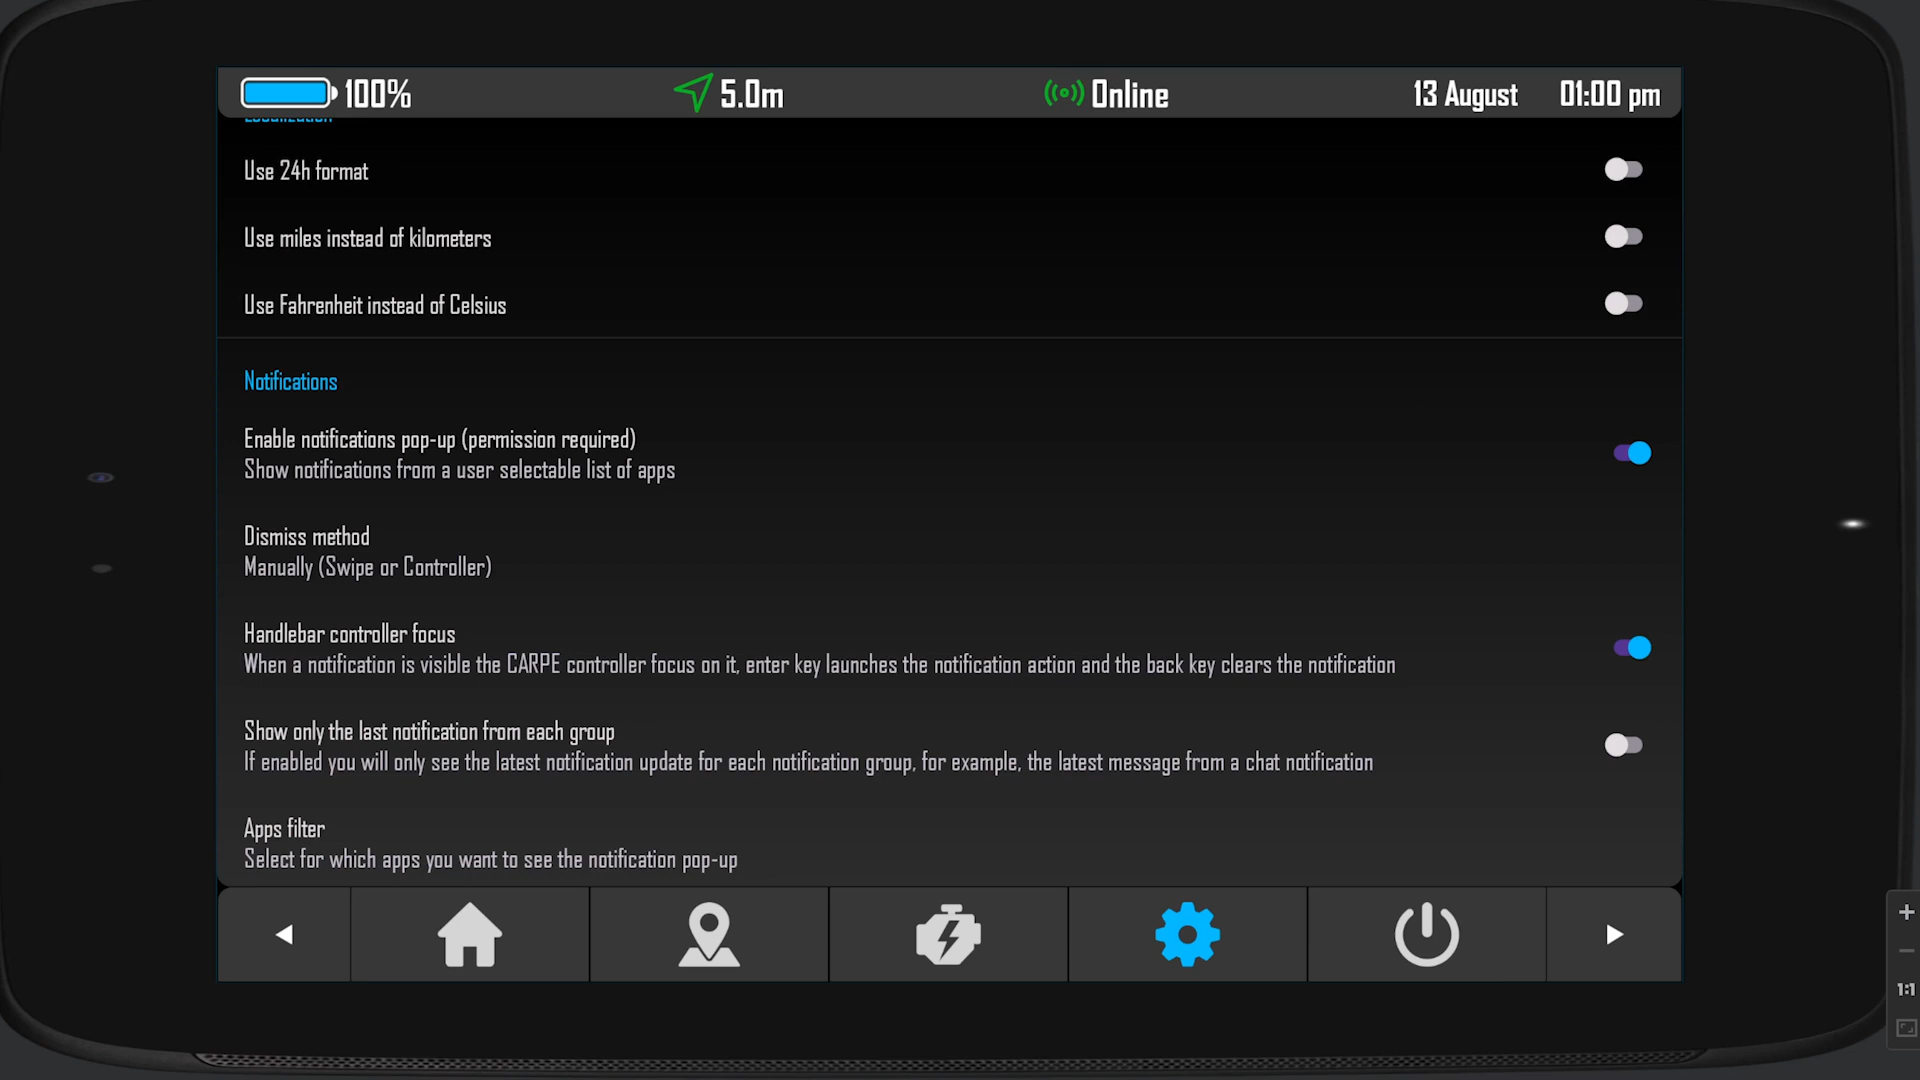 100% 5.0m Online 13 August 01:00 pm
Localization
Use 24h format
Use miles instead of kilometers
Use Fahrenheit instead of Celsius
Notifications
Enable notifications pop-up (permission required)
Show notifications from a user selectable list of apps
Dismiss method
Manually (Swipe or Controller)
Handlebar controller focus
When a notification is visible the CARPE controller focus on it, enter key launches the notification action and the back key clears the notification
Show only the last notification from each group
If enabled you will only see the latest notification update for each notification group, for example, the latest message from a chat notification
Apps filter
Select for which apps you want to see the notification pop-up
1:1